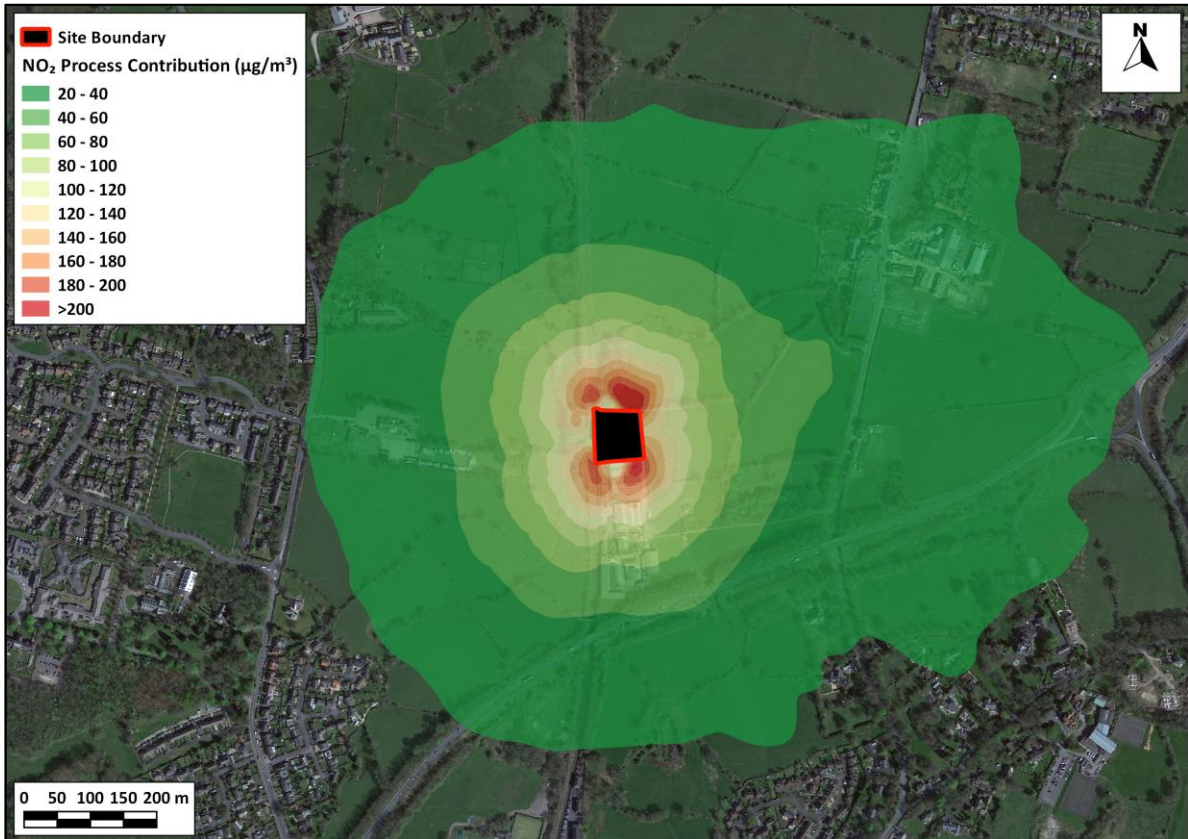 Site Boundary
NO₂ Process Contribution (µg/m³)
20 - 40
40 - 60
60 - 80
80 - 100
100 - 120
120 - 140
140 - 160
160 - 180
180 - 200
>200
N
0 50 100 150 200 m